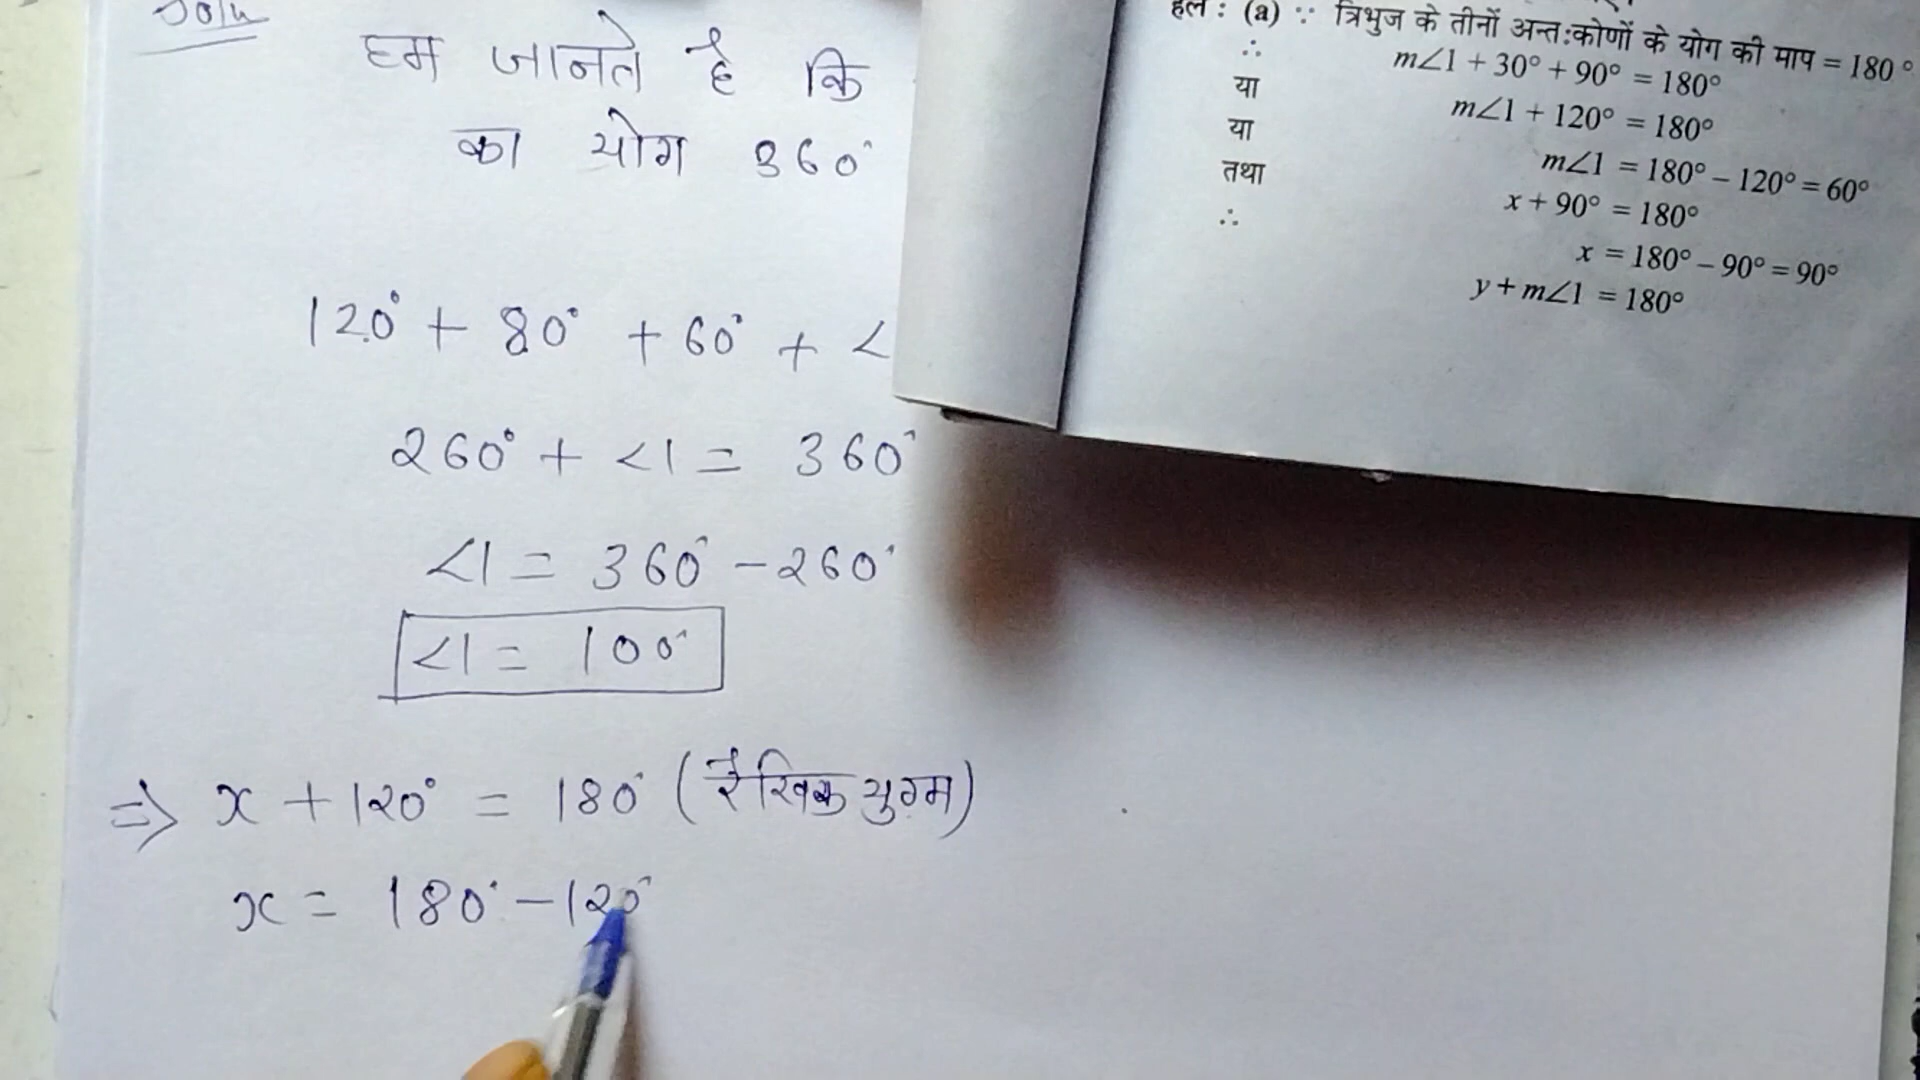 Soln
हम जानते है कि
का योग 360°
120° + 80° + 60° + <
260° + <1 = 360°
<1 = 360° - 260°
<1 = 100°
=> x + 120° = 180° (रैखिक युग्म)
x = 180° - 120°
हल : (a) ∵ त्रिभुज के तीनों अन्त:कोणों के योग की माप = 180°
∴ m∠1 + 30° + 90° = 180°
या m∠1 + 120° = 180°
या m∠1 = 180° – 120° = 60°
तथा x + 90° = 180°
∴ x = 180° – 90° = 90°
y + m∠1 = 180°